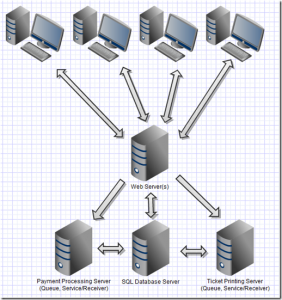 Web Server(s)
Payment Processing Server
(Queue, Service/Receiver)
SQL Database Server
Ticket Printing Server
(Queue, Service/Receiver)